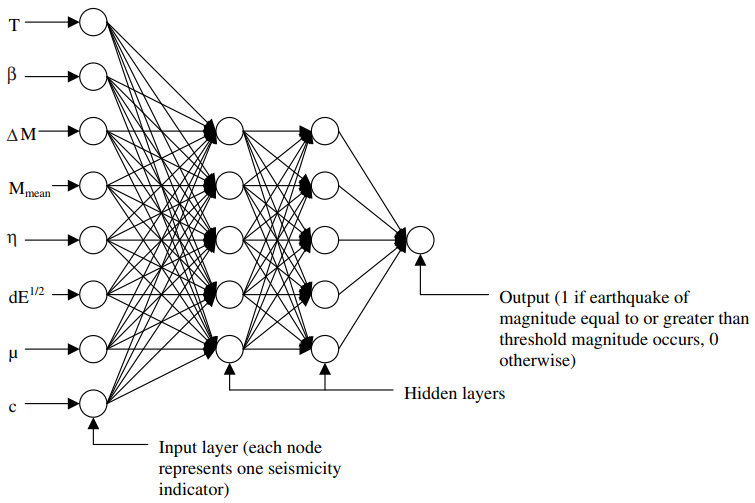 T
β
Δ M
Mmean
η
dE1/2
μ
c
Output (1 if earthquake of
magnitude equal to or greater than
threshold magnitude occurs, 0
otherwise)
Hidden layers
Input layer (each node
represents one seismicity
indicator)